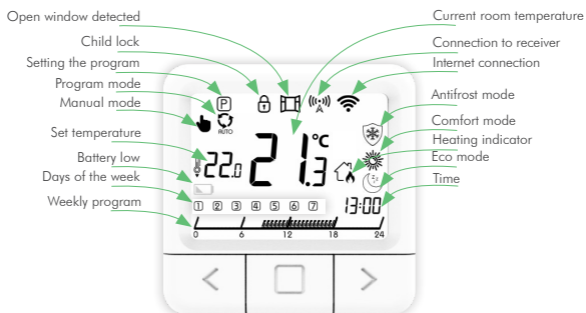 Open window detected
Child lock
Setting the program
Program mode
Manual mode
Set temperature
Battery low
Days of the week
Weekly program
Current room temperature
Connection to receiver
Internet connection
Antifrost mode
Comfort mode
Heating indicator
Eco mode
Time
P
A
AUTO
22.0
21.3 °C
1 2 3 4 5 6 7
13:00
0 6 12 18 24